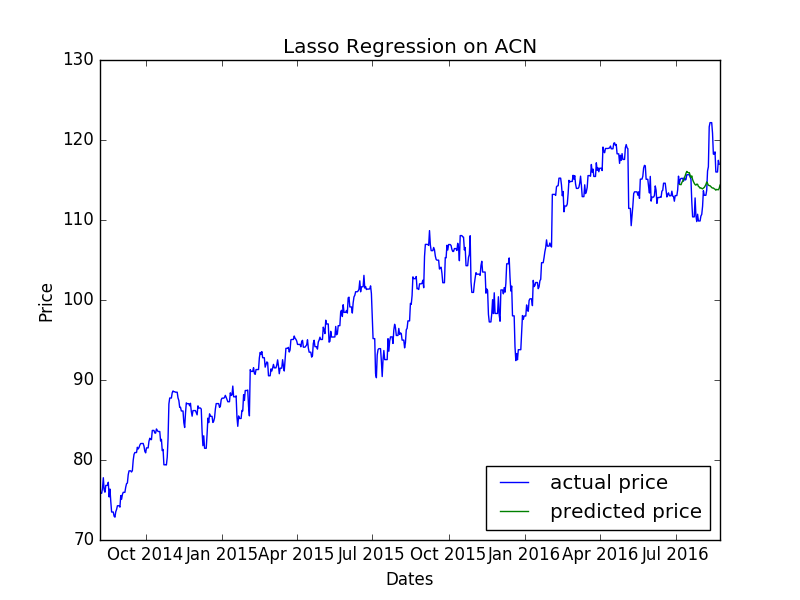 Lasso Regression on ACN
130
120
110
100
90
80
70
Price
Oct 2014 Jan 2015 Apr 2015 Jul 2015 Oct 2015 Jan 2016 Apr 2016 Jul 2016
Dates
actual price
predicted price